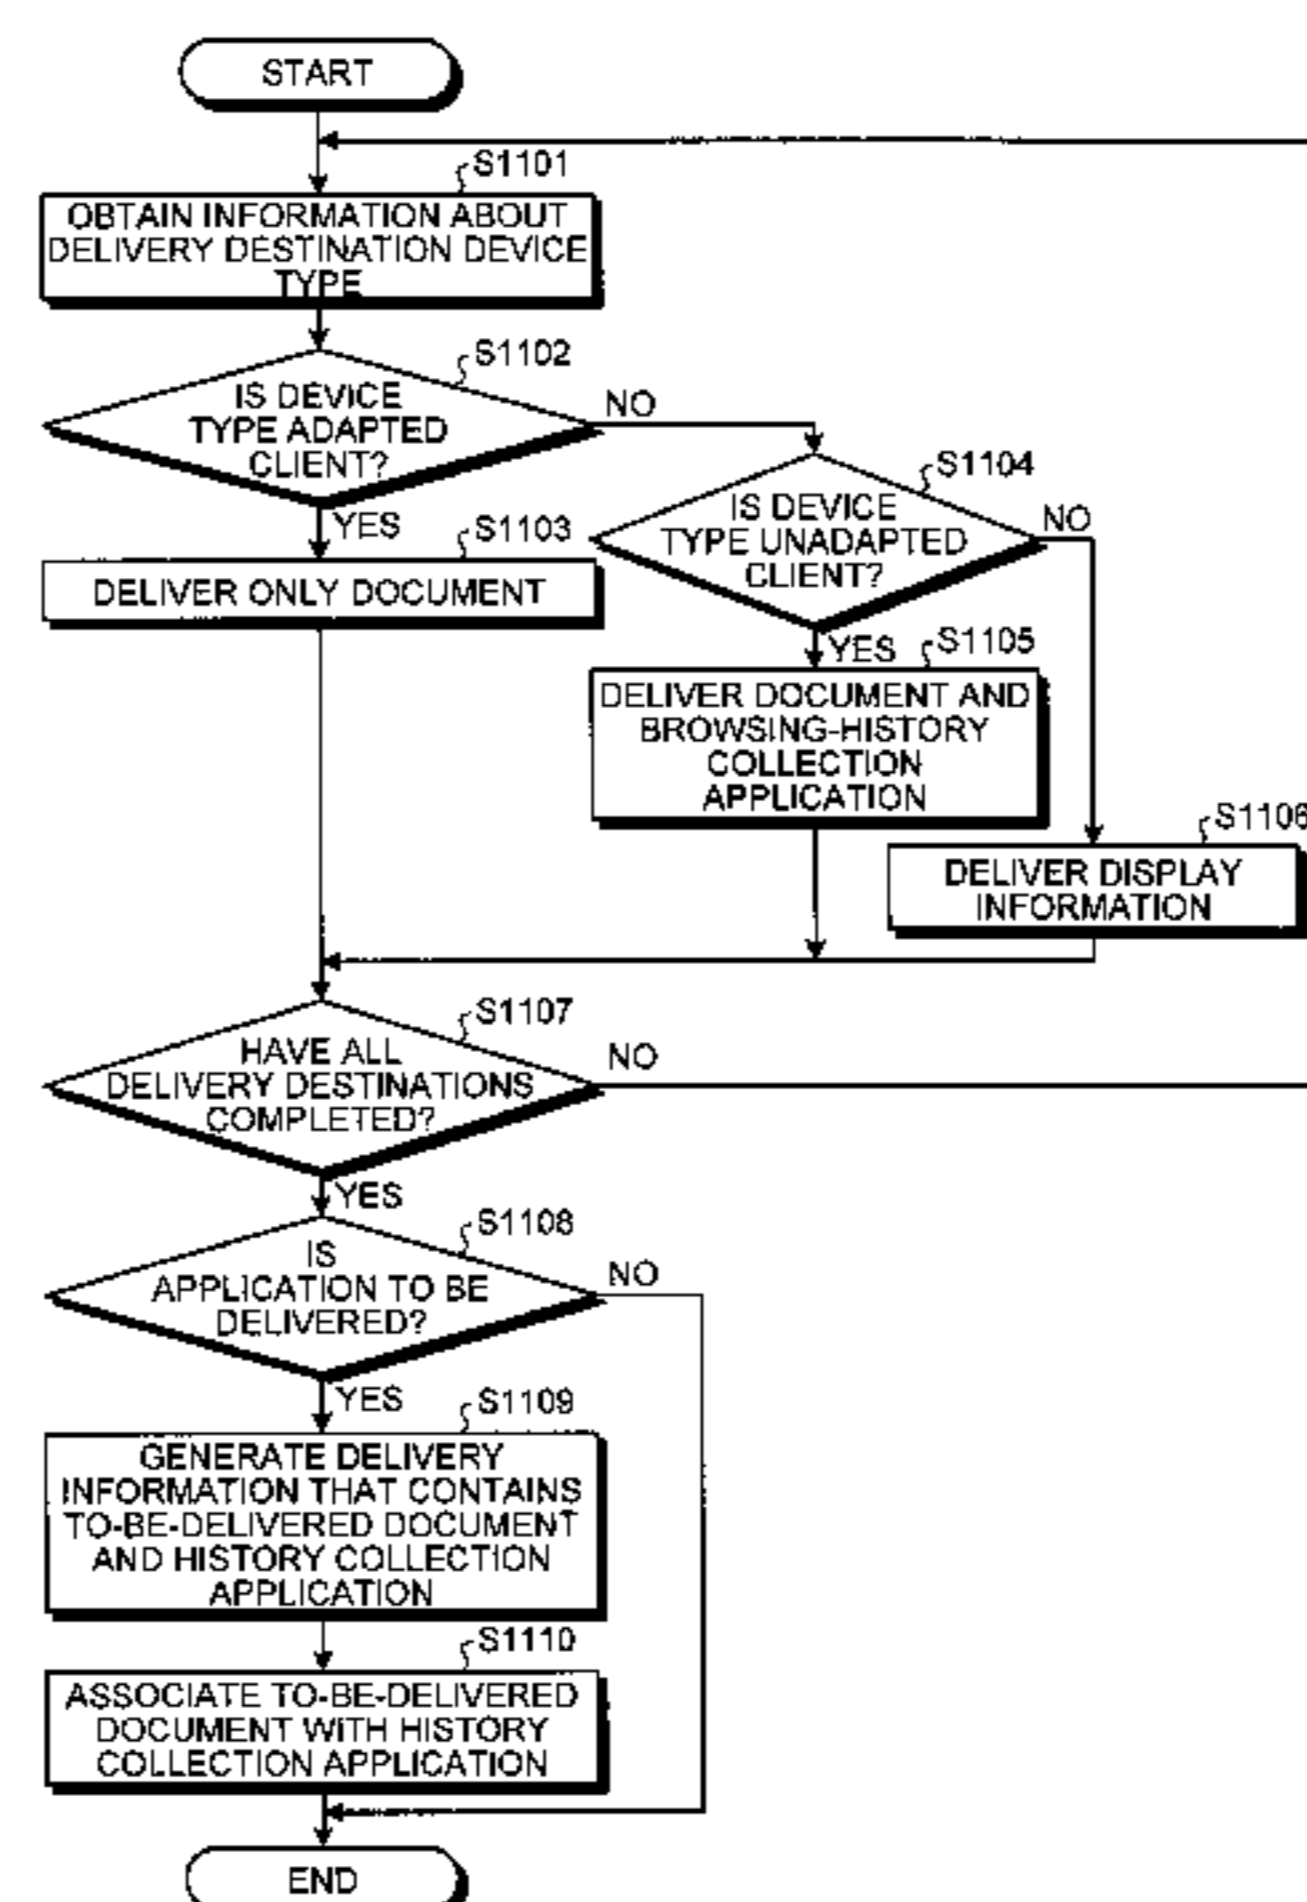 START
S1101
OBTAIN INFORMATION ABOUT
DELIVERY DESTINATION DEVICE
TYPE
S1102
IS DEVICE
TYPE ADAPTED
CLIENT?
NO
YES
S1104
IS DEVICE
TYPE UNADAPTED
CLIENT?
NO
YES
S1103
DELIVER ONLY DOCUMENT
S1105
DELIVER DOCUMENT AND
BROWSING-HISTORY
COLLECTION
APPLICATION
S1106
DELIVER DISPLAY
INFORMATION
S1107
HAVE ALL
DELIVERY DESTINATIONS
COMPLETED?
NO
YES
S1108
IS
APPLICATION TO BE
DELIVERED?
NO
YES
S1109
GENERATE DELIVERY
INFORMATION THAT CONTAINS
TO-BE-DELIVERED DOCUMENT
AND HISTORY COLLECTION
APPLICATION
S1110
ASSOCIATE TO-BE-DELIVERED
DOCUMENT WITH HISTORY
COLLECTION APPLICATION
END